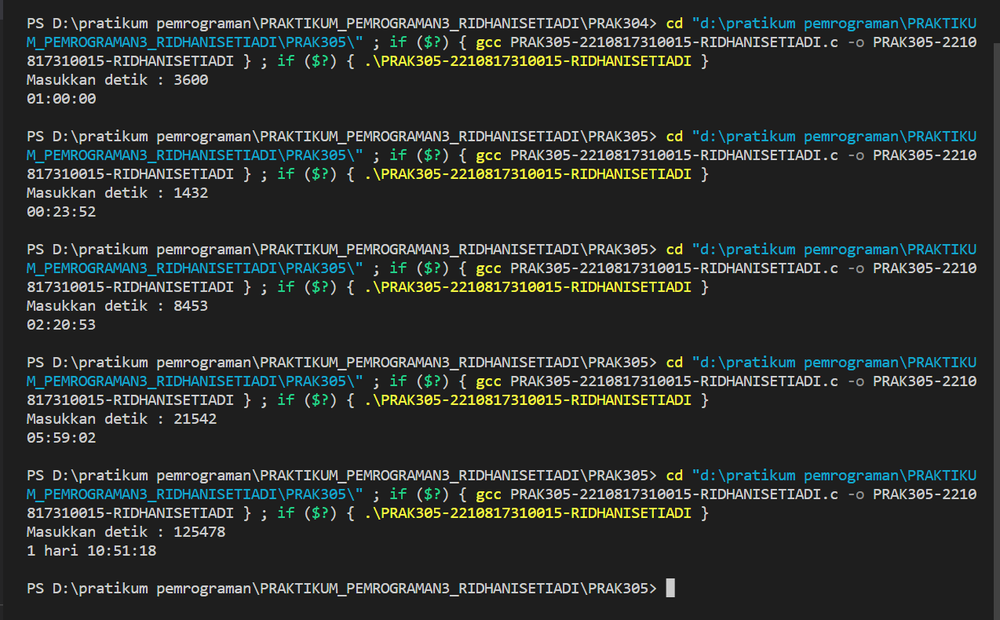 PS D:\pratikum pemrograman\PRAKTIKUM_PEMROGRAMAN3_RIDHANISETIADI\PRAK304> cd "d:\pratikum pemrograman\PRAKTIKU
M_PEMROGRAMAN3_RIDHANISETIADI\PRAK305\" ; if ($?) { gcc PRAK305-2210817310015-RIDHANISETIADI.c -o PRAK305-2210
817310015-RIDHANISETIADI } ; if ($?) { .\PRAK305-2210817310015-RIDHANISETIADI }
Masukkan detik : 3600
01:00:00
PS D:\pratikum pemrograman\PRAKTIKUM_PEMROGRAMAN3_RIDHANISETIADI\PRAK305> cd "d:\pratikum pemrograman\PRAKTIKU
M_PEMROGRAMAN3_RIDHANISETIADI\PRAK305\" ; if ($?) { gcc PRAK305-2210817310015-RIDHANISETIADI.c -o PRAK305-2210
817310015-RIDHANISETIADI } ; if ($?) { .\PRAK305-2210817310015-RIDHANISETIADI }
Masukkan detik : 1432
00:23:52
PS D:\pratikum pemrograman\PRAKTIKUM_PEMROGRAMAN3_RIDHANISETIADI\PRAK305> cd "d:\pratikum pemrograman\PRAKTIKU
M_PEMROGRAMAN3_RIDHANISETIADI\PRAK305\" ; if ($?) { gcc PRAK305-2210817310015-RIDHANISETIADI.c -o PRAK305-2210
817310015-RIDHANISETIADI } ; if ($?) { .\PRAK305-2210817310015-RIDHANISETIADI }
Masukkan detik : 8453
02:20:53
PS D:\pratikum pemrograman\PRAKTIKUM_PEMROGRAMAN3_RIDHANISETIADI\PRAK305> cd "d:\pratikum pemrograman\PRAKTIKU
M_PEMROGRAMAN3_RIDHANISETIADI\PRAK305\" ; if ($?) { gcc PRAK305-2210817310015-RIDHANISETIADI.c -o PRAK305-2210
817310015-RIDHANISETIADI } ; if ($?) { .\PRAK305-2210817310015-RIDHANISETIADI }
Masukkan detik : 21542
05:59:02
PS D:\pratikum pemrograman\PRAKTIKUM_PEMROGRAMAN3_RIDHANISETIADI\PRAK305> cd "d:\pratikum pemrograman\PRAKTIKU
M_PEMROGRAMAN3_RIDHANISETIADI\PRAK305\" ; if ($?) { gcc PRAK305-2210817310015-RIDHANISETIADI.c -o PRAK305-2210
817310015-RIDHANISETIADI } ; if ($?) { .\PRAK305-2210817310015-RIDHANISETIADI }
Masukkan detik : 125478
1 hari 10:51:18
PS D:\pratikum pemrograman\PRAKTIKUM_PEMROGRAMAN3_RIDHANISETIADI\PRAK305>